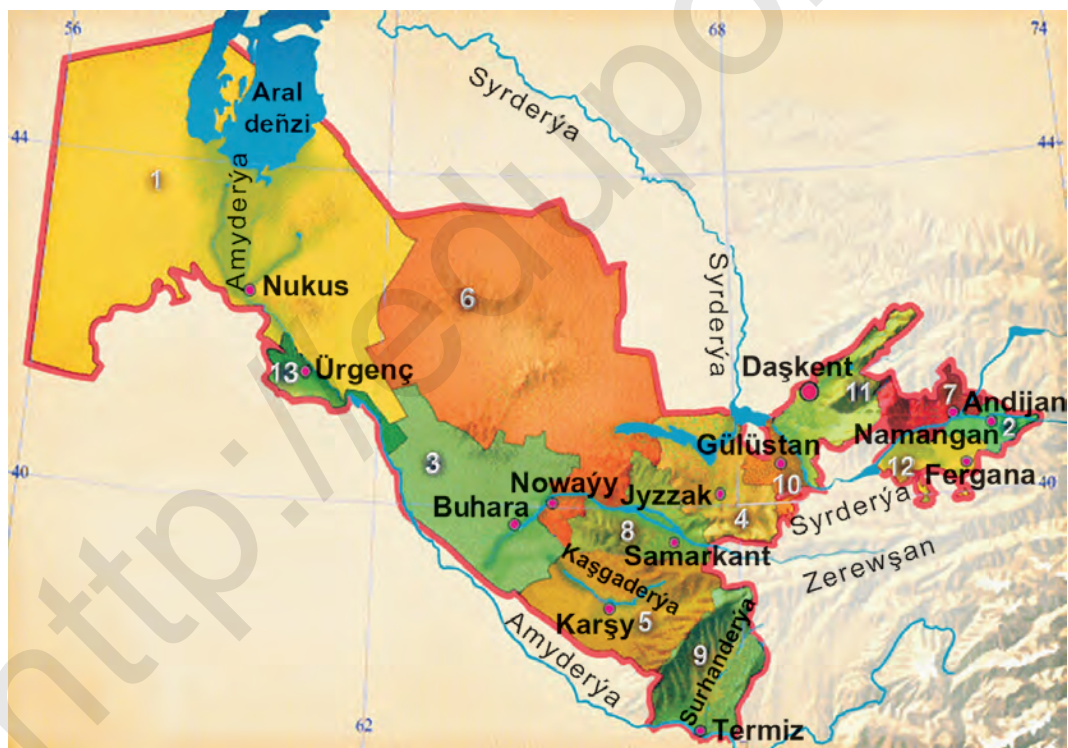 56
68
74
Aral
deñzi
Syrderýa
44
44
1
Amyderýa
Nukus
6
Syrderýa
13
Ürgenç
Daşkent
11
7
Andijan
2
Namangan
Gülüstan
12
Fergana
10
40
40
3
Nowaýy
Jyzzak
Buhara
4
Syrderýa
8
Samarkant
Zerewşan
Kaşgaderýa
Karşy
5
Amyderýa
9
Surhanderýa
Termiz
62
http://edupo